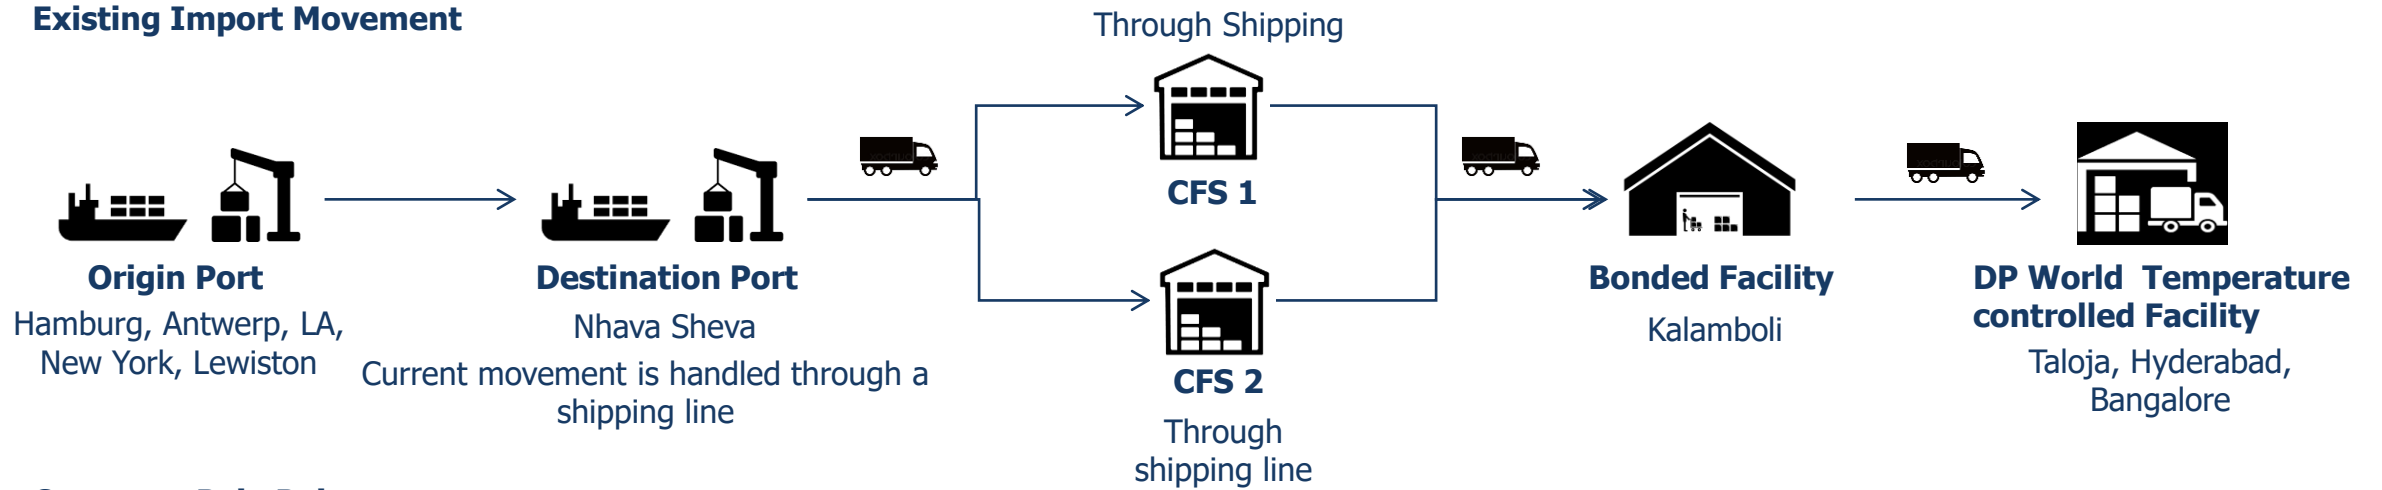 Existing Import Movement
Through Shipping
CFS 1
Origin Port
Hamburg, Antwerp, LA,
New York, Lewiston
Destination Port
Nhava Sheva
Current movement is handled through a
shipping line
CFS 2
Through
shipping line
Bonded Facility
Kalamboli
DP World Temperature
controlled Facility
Taloja, Hyderabad,
Bangalore